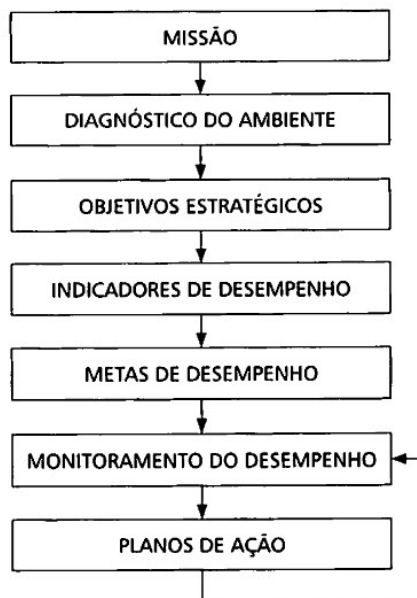 MISSÃO
DIAGNÓSTICO DO AMBIENTE
OBJETIVOS ESTRATÉGICOS
INDICADORES DE DESEMPENHO
METAS DE DESEMPENHO
MONITORAMENTO DO DESEMPENHO
PLANOS DE AÇÃO